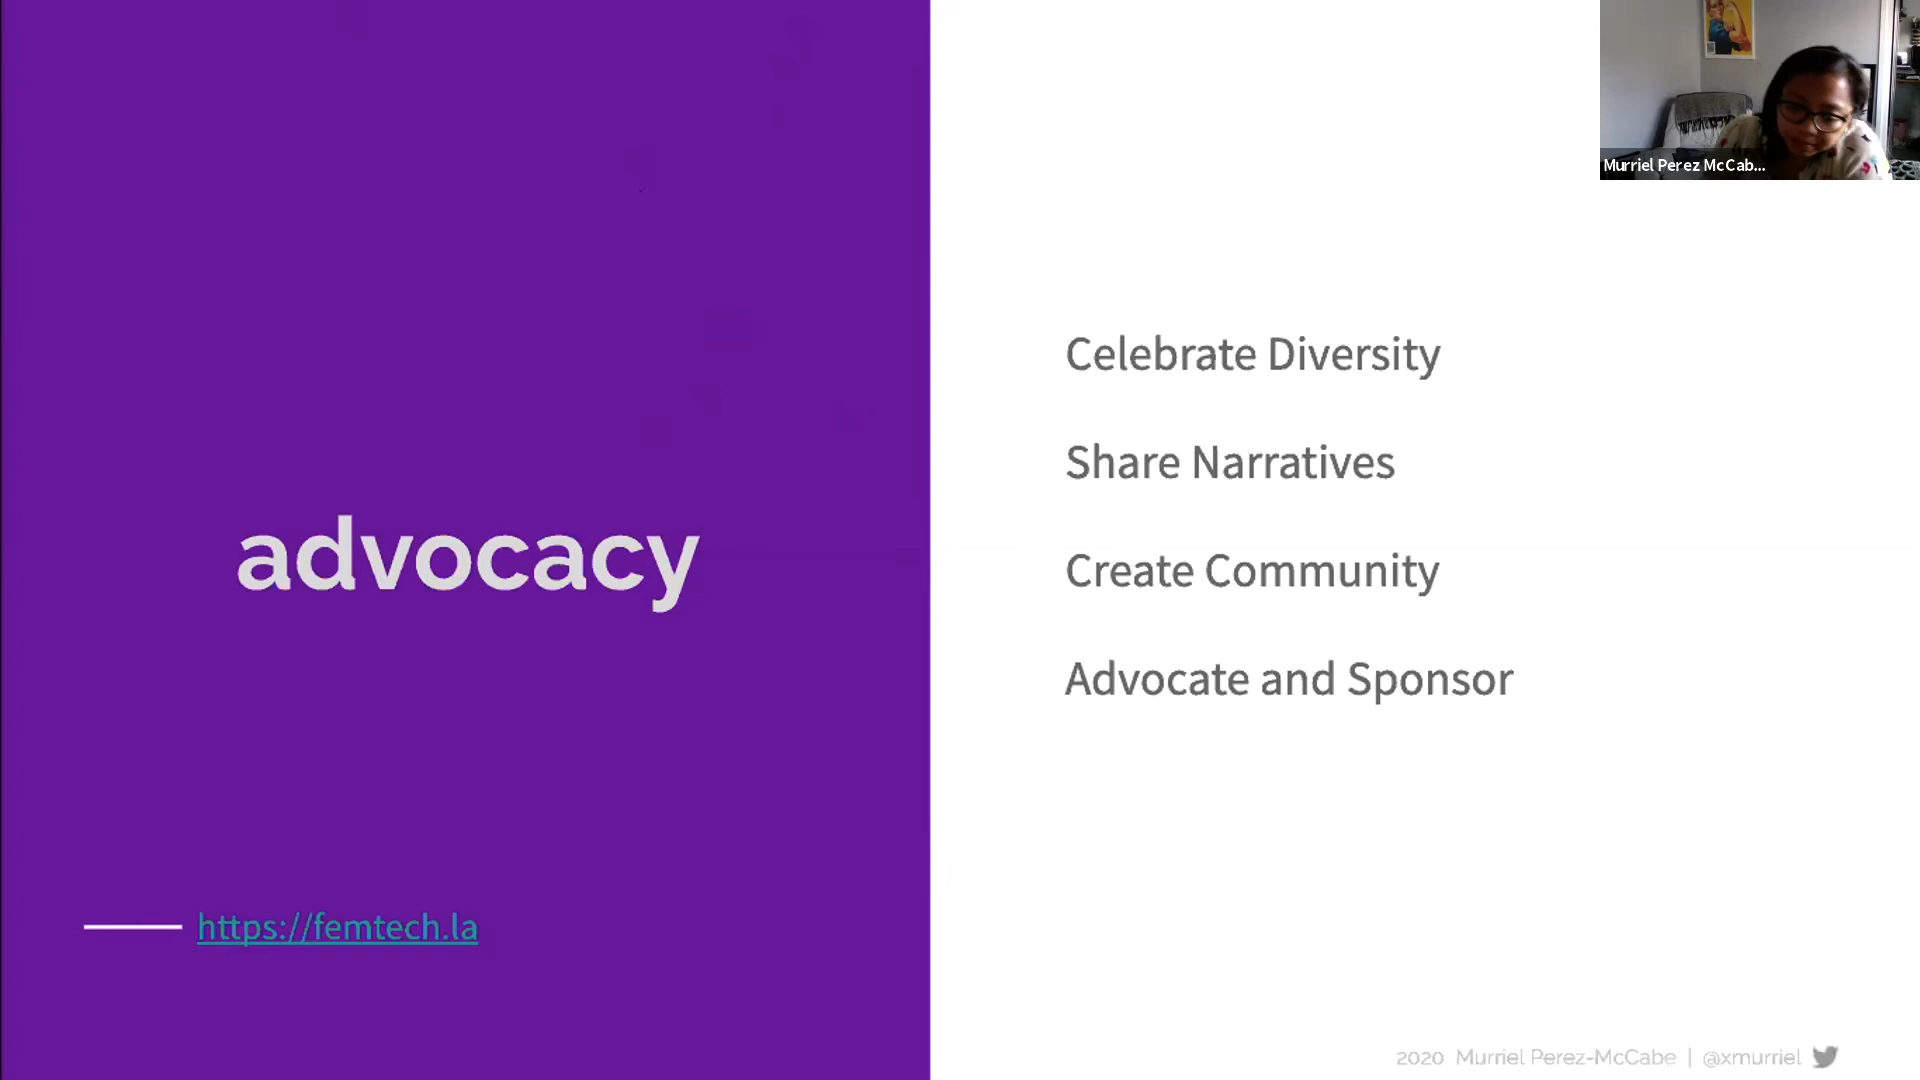 Murriel Perez McCab...
advocacy
https://femtech.la
Celebrate Diversity
Share Narratives
Create Community
Advocate and Sponsor
2020 Murriel Perez-McCabe | @xmurriel